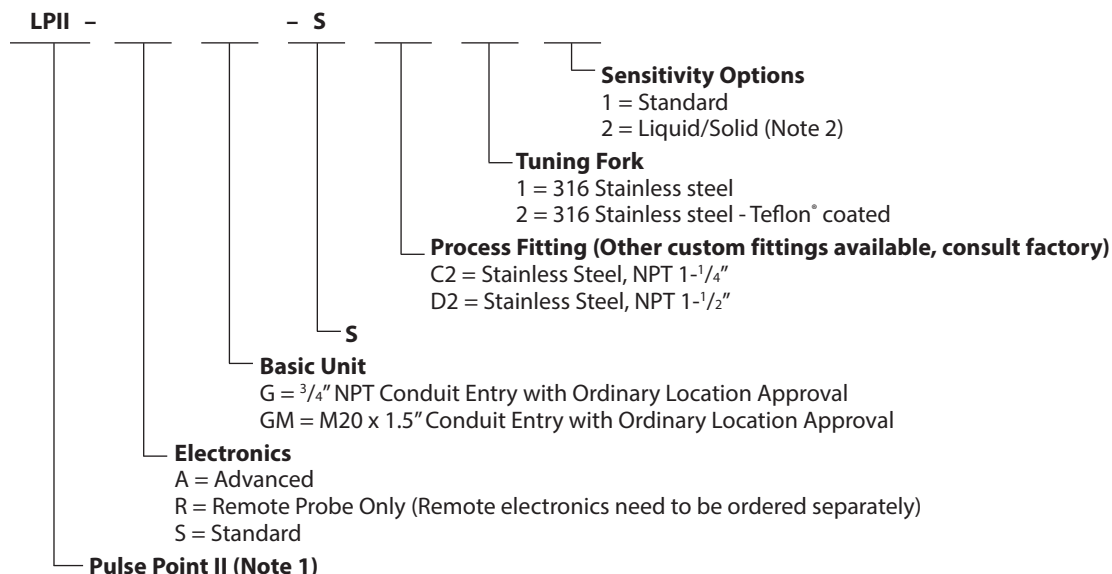 LPII – – S
Sensitivity Options
1 = Standard
2 = Liquid/Solid (Note 2)
Tuning Fork
1 = 316 Stainless steel
2 = 316 Stainless steel - Teflon® coated
Process Fitting (Other custom fittings available, consult factory)
C2 = Stainless Steel, NPT 1-1/4”
D2 = Stainless Steel, NPT 1-1/2”
S
Basic Unit
G = 3/4” NPT Conduit Entry with Ordinary Location Approval
GM = M20 x 1.5” Conduit Entry with Ordinary Location Approval
Electronics
A = Advanced
R = Remote Probe Only (Remote electronics need to be ordered separately)
S = Standard
Pulse Point II (Note 1)